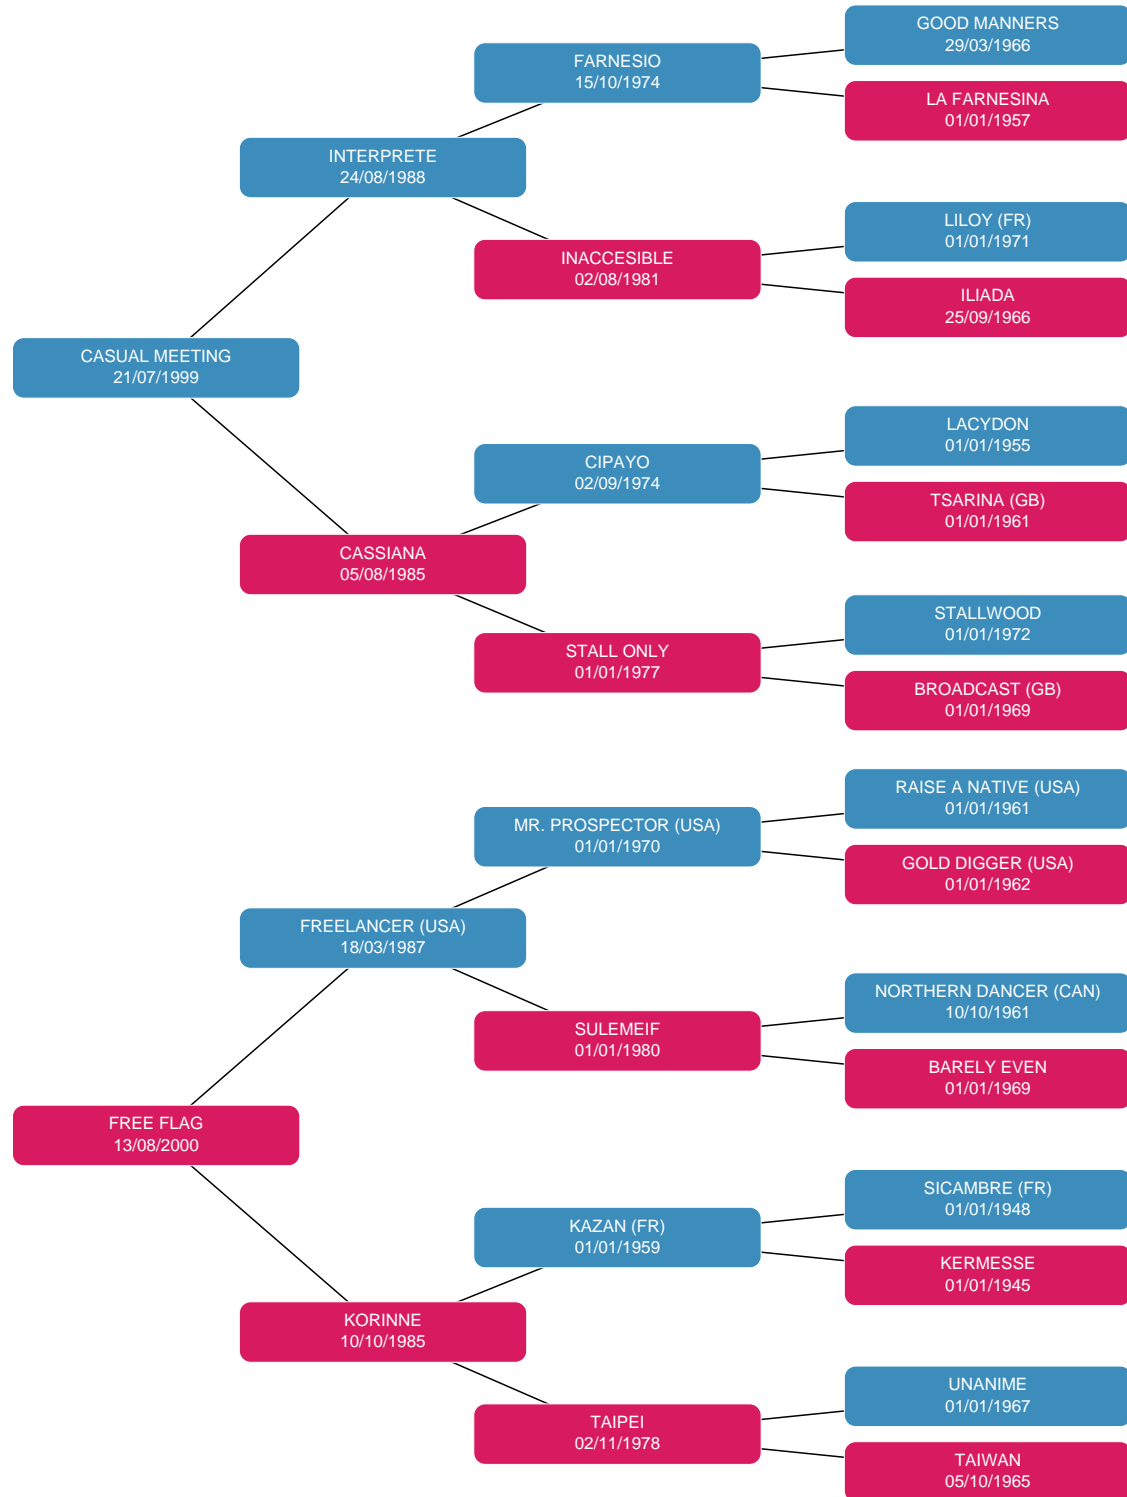 GOOD MANNERS
29/03/1966
FARNESIO
15/10/1974
LA FARNESINA
01/01/1957
INTERPRETE
24/08/1988
LILOY (FR)
01/01/1971
INACCESIBLE
02/08/1981
ILIADA
25/09/1966
CASUAL MEETING
21/07/1999
LACYDON
01/01/1955
CIPAYO
02/09/1974
TSARINA (GB)
01/01/1961
CASSIANA
05/08/1985
STALLWOOD
01/01/1972
STALL ONLY
01/01/1977
BROADCAST (GB)
01/01/1969
RAISE A NATIVE (USA)
01/01/1961
MR. PROSPECTOR (USA)
01/01/1970
GOLD DIGGER (USA)
01/01/1962
FREELANCER (USA)
18/03/1987
NORTHERN DANCER (CAN)
10/10/1961
SULEMEIF
01/01/1980
BARELY EVEN
01/01/1969
FREE FLAG
13/08/2000
SICAMBRE (FR)
01/01/1948
KAZAN (FR)
01/01/1959
KERMESSE
01/01/1945
KORINNE
10/10/1985
UNANIME
01/01/1967
TAIPEI
02/11/1978
TAIWAN
05/10/1965